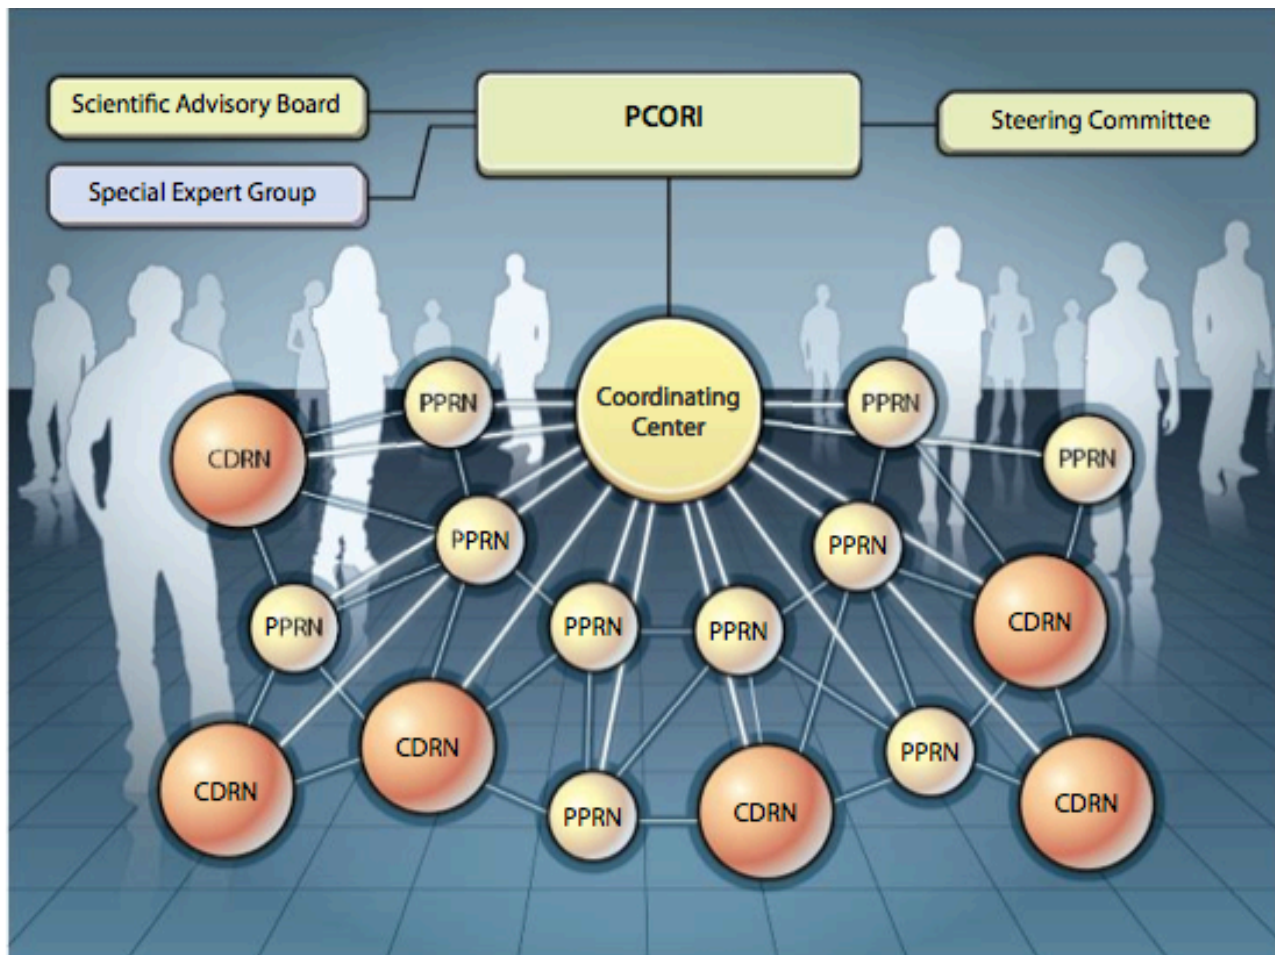 Scientific Advisory Board
PCORI
Steering Committee
Special Expert Group
Coordinating
Center
PPRN
PPRN
CDRN
PPRN
PPRN
PPRN
PPRN
PPRN
PPRN
CDRN
PPRN
CDRN
PPRN
CDRN
CDRN
PPRN
CDRN